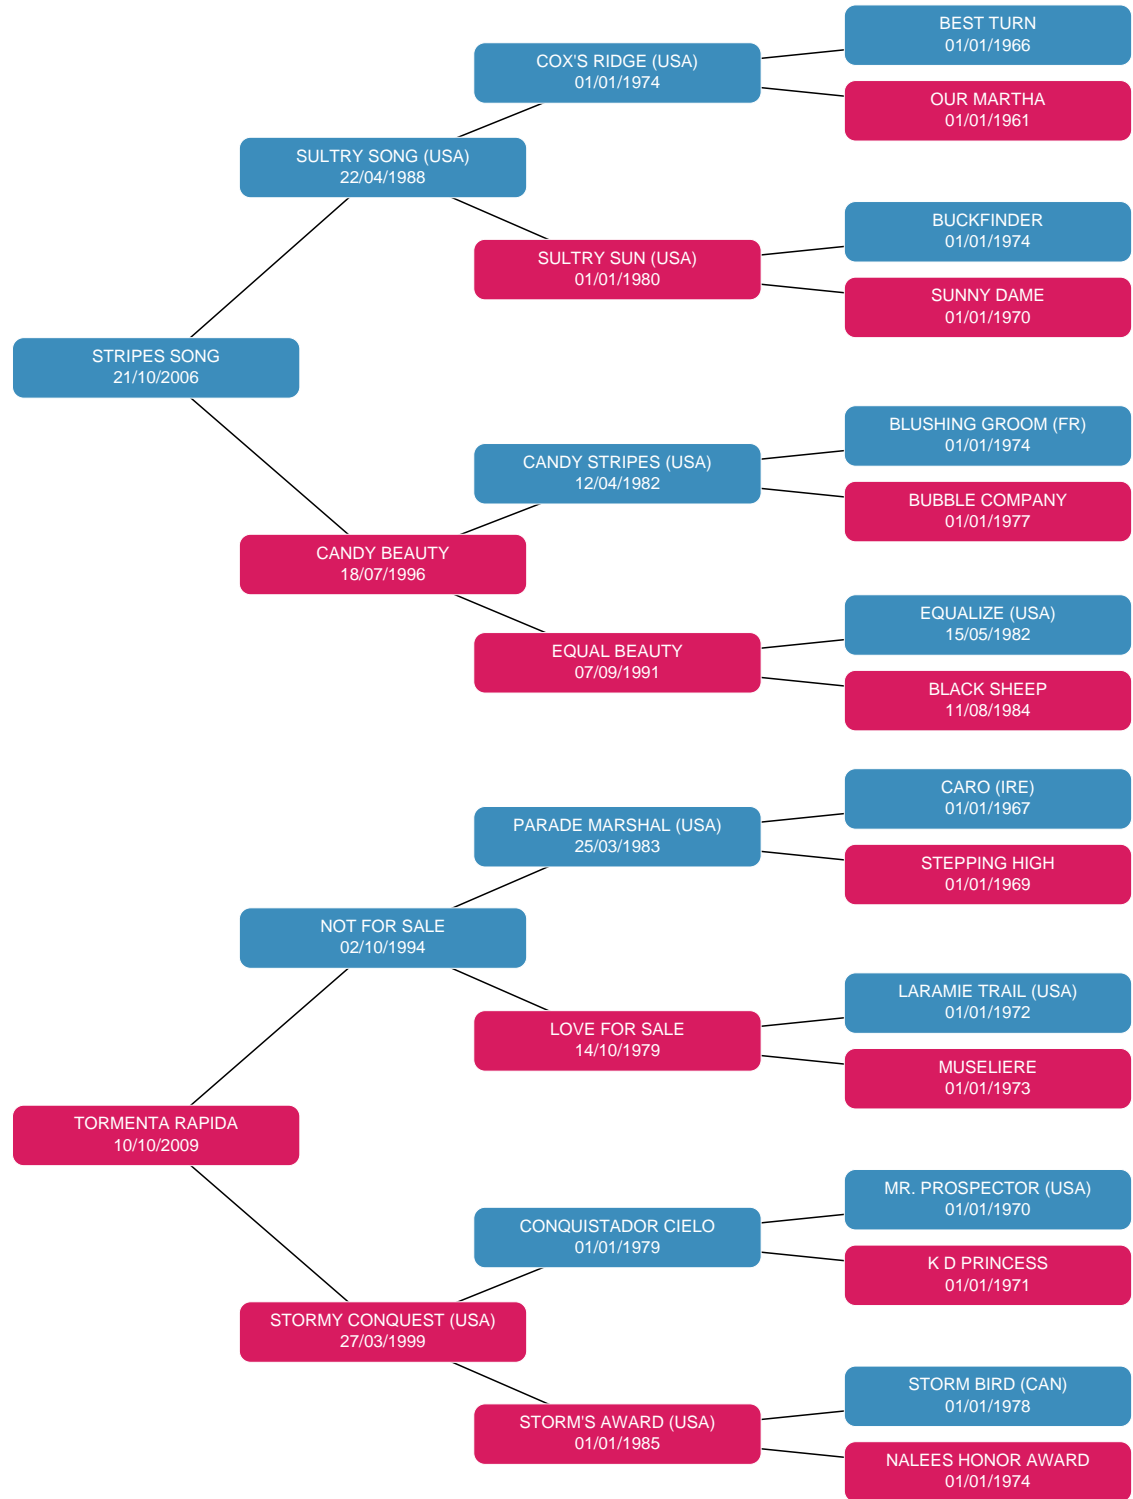 BEST TURN
01/01/1966
COX'S RIDGE (USA)
01/01/1974
OUR MARTHA
01/01/1961
SULTRY SONG (USA)
22/04/1988
BUCKFINDER
01/01/1974
SULTRY SUN (USA)
01/01/1980
SUNNY DAME
01/01/1970
STRIPES SONG
21/10/2006
BLUSHING GROOM (FR)
01/01/1974
CANDY STRIPES (USA)
12/04/1982
BUBBLE COMPANY
01/01/1977
CANDY BEAUTY
18/07/1996
EQUALIZE (USA)
15/05/1982
EQUAL BEAUTY
07/09/1991
BLACK SHEEP
11/08/1984
CARO (IRE)
01/01/1967
PARADE MARSHAL (USA)
25/03/1983
STEPPING HIGH
01/01/1969
NOT FOR SALE
02/10/1994
LARAMIE TRAIL (USA)
01/01/1972
LOVE FOR SALE
14/10/1979
MUSELIERE
01/01/1973
TORMENTA RAPIDA
10/10/2009
MR. PROSPECTOR (USA)
01/01/1970
CONQUISTADOR CIELO
01/01/1979
K D PRINCESS
01/01/1971
STORMY CONQUEST (USA)
27/03/1999
STORM BIRD (CAN)
01/01/1978
STORM'S AWARD (USA)
01/01/1985
NALEES HONOR AWARD
01/01/1974